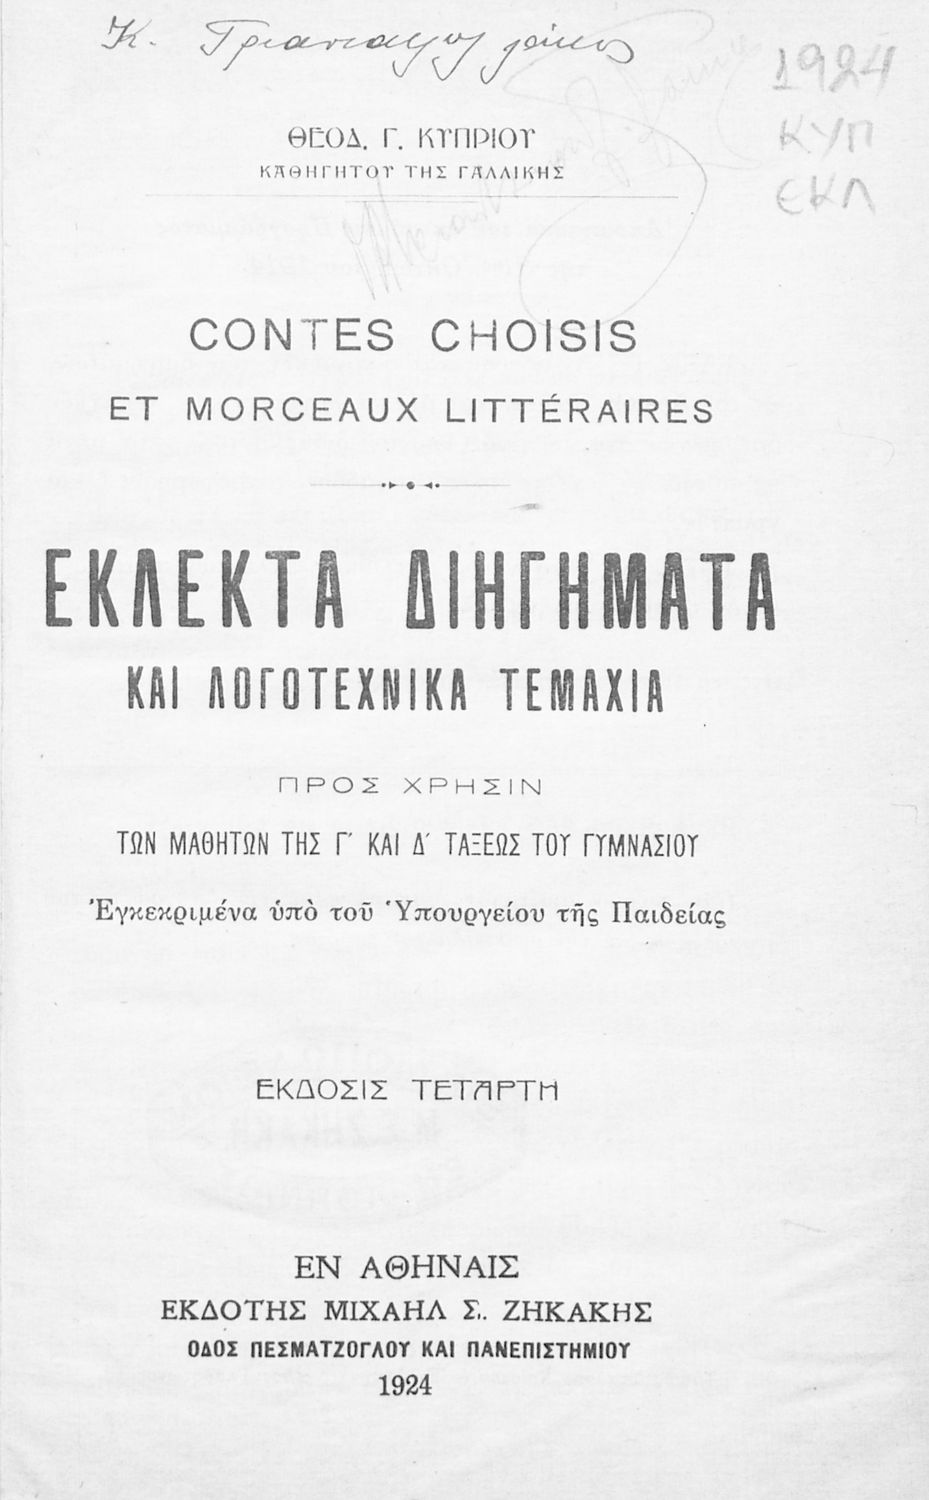 1924
ΚΥΠ
ΕΚΛ
ΘΕΟΔ. Γ. ΚΥΠΡΙΟΥ
ΚΑΘΗΓΗΤΟΥ ΤΗΣ ΓΑΛΛΙΚΗΣ
CONTES CHOISIS
ET MORCEAUX LITTÉRAIRES
ΕΚΛΕΚΤΑ ΔΙΗΓΗΜΑΤΑ
ΚΑΙ ΛΟΓΟΤΕΧΝΙΚΑ ΤΕΜΑΧΙΑ
ΠΡΟΣ ΧΡΗΣΙΝ
ΤΩΝ ΜΑΘΗΤΩΝ ΤΗΣ Γ΄ ΚΑΙ Δ΄ ΤΑΞΕΩΣ ΤΟΥ ΓΥΜΝΑΣΙΟΥ
Ἐγκεκριμένα ὑπὸ τοῦ Ὑπουργείου τῆς Παιδείας
ΕΚΔΟΣΙΣ ΤΕΤΑΡΤΗ
ΕΝ ΑΘΗΝΑΙΣ
ΕΚΔΟΤΗΣ ΜΙΧΑΗΛ Σ. ΖΗΚΑΚΗΣ
ΟΔΟΣ ΠΕΣΜΑΤΖΟΓΛΟΥ ΚΑΙ ΠΑΝΕΠΙΣΤΗΜΙΟΥ
1924